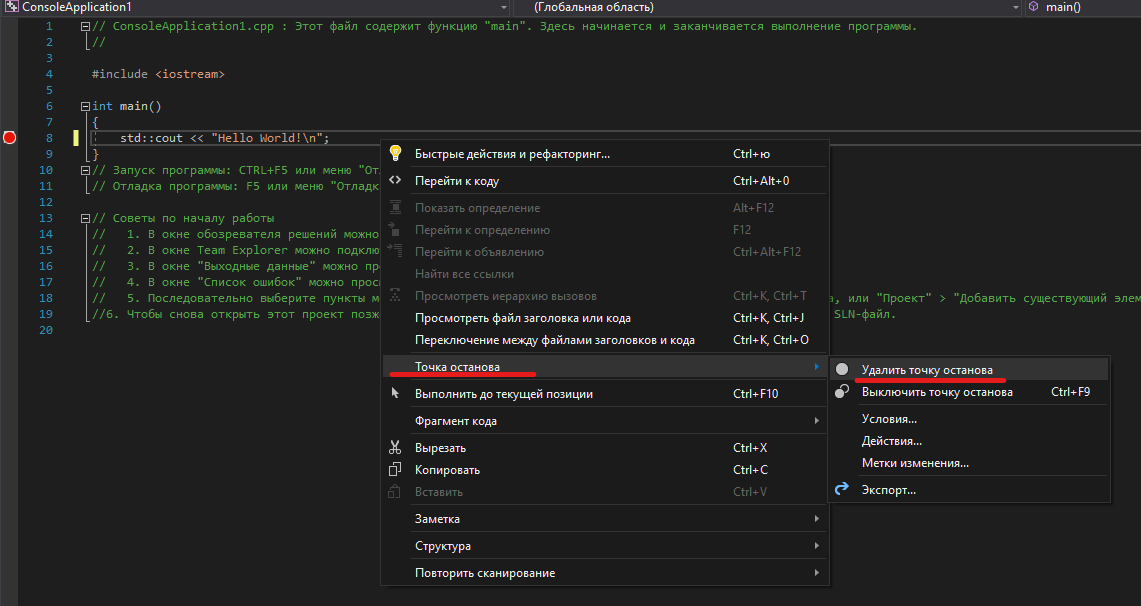 ConsoleApplication1 (Глобальная область) main()
1 // ConsoleApplication1.cpp : Этот файл содержит функцию "main". Здесь начинается и заканчивается выполнение программы.
2 //
3
4 #include <iostream>
5
6 int main()
7 {
8 std::cout << "Hello World!\n";
9 }
10 // Запуск программы: CTRL+F5 или меню "От
11 // Отладка программы: F5 или меню "Отладк
12
13 // Советы по началу работы
14 // 1. В окне обозревателя решений можно
15 // 2. В окне Team Explorer можно подклю
16 // 3. В окне "Выходные данные" можно пр
17 // 4. В окне "Список ошибок" можно прос
18 // 5. Последовательно выберите пункты м а, или "Проект" > "Добавить существующий элем
19 //6. Чтобы снова открыть этот проект позж SLN-файл.
20
Быстрые действия и рефакторинг... Ctrl+ю
Перейти к коду Ctrl+Alt+0
Показать определение Alt+F12
Перейти к определению F12
Перейти к объявлению Ctrl+Alt+F12
Найти все ссылки
Просмотреть иерархию вызовов Ctrl+K, Ctrl+T
Просмотреть файл заголовка или кода Ctrl+K, Ctrl+J
Переключение между файлами заголовков и кода Ctrl+K, Ctrl+O
Точка останова
Выполнить до текущей позиции Ctrl+F10
Фрагмент кода
Вырезать Ctrl+X
Копировать Ctrl+C
Вставить Ctrl+V
Заметка
Структура
Повторить сканирование
Удалить точку останова
Выключить точку останова Ctrl+F9
Условия...
Действия...
Метки изменения...
Экспорт...